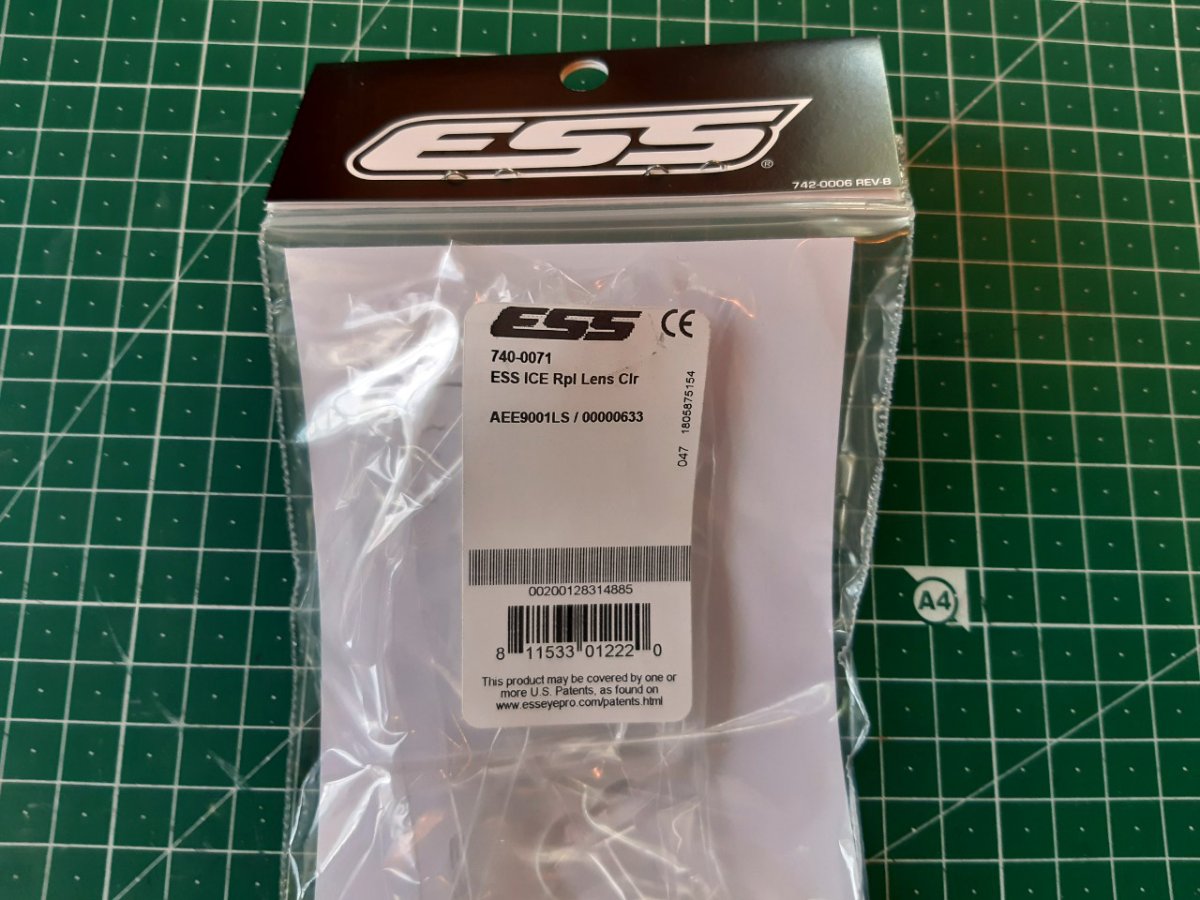 ESS
®
742-0006 REV-B
ESS CE
740-0071
ESS ICE Rpl Lens Clr
AEE9001LS / 00000633
047 1805875154
00200128314885
8 11533 01222 0
This product may be covered by one or
more U.S. Patents, as found on
www.esseyepro.com/patents.html
A4